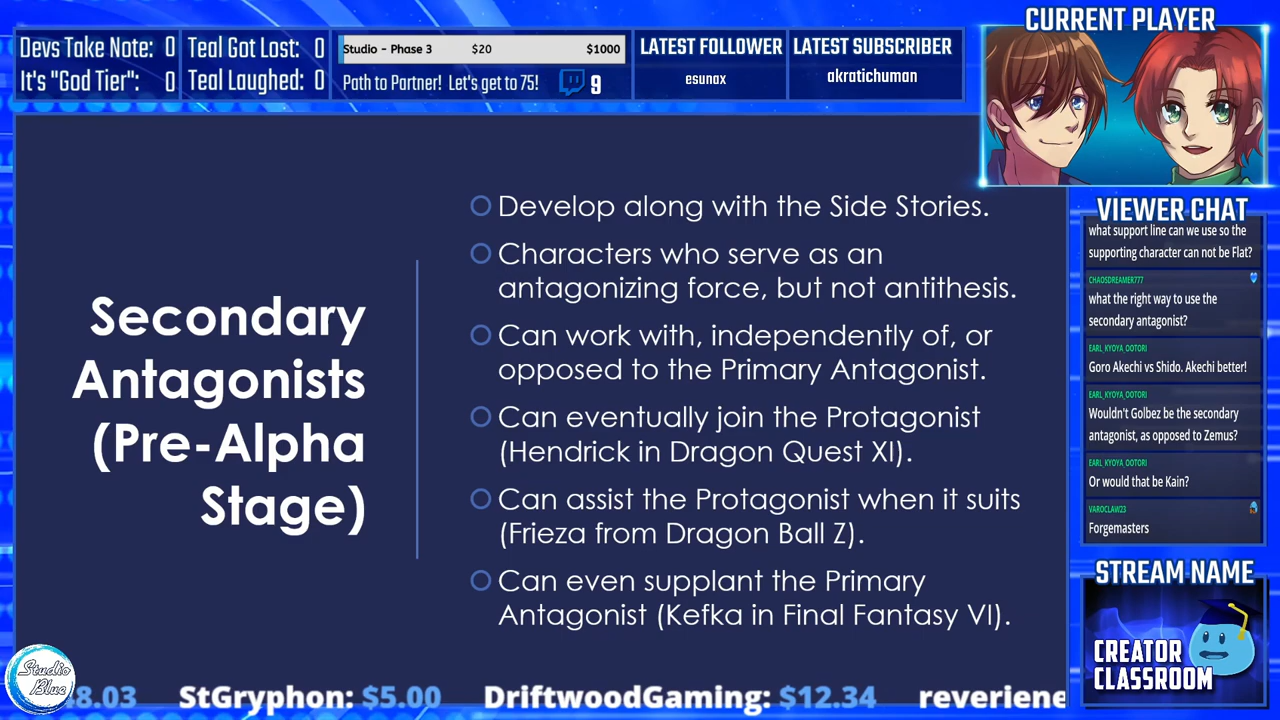 Devs Take Note: 0
It's "God Tier": 0
Teal Got Lost: 0
Teal Laughed: 0
Studio - Phase 3 $20 $1000
Path to Partner! Let's get to 75! 9
LATEST FOLLOWER
esunax
LATEST SUBSCRIBER
akratichuman
CURRENT PLAYER
Secondary
Antagonists
(Pre-Alpha
Stage)
Develop along with the Side Stories.
Characters who serve as an
antagonizing force, but not antithesis.
Can work with, independently of, or
opposed to the Primary Antagonist.
Can eventually join the Protagonist
(Hendrick in Dragon Quest XI).
Can assist the Protagonist when it suits
(Frieza from Dragon Ball Z).
Can even supplant the Primary
Antagonist (Kefka in Final Fantasy VI).
VIEWER CHAT
what support line can we use so the
supporting character can not be Flat?
CHAOSDREAMER777
what the right way to use the
secondary antagonist?
EARL_KYOYA_OOTORI
Goro Akechi vs Shido. Akechi better!
EARL_KYOYA_OOTORI
Wouldn't Golbez be the secondary
antagonist, as opposed to Zemus?
EARL_KYOYA_OOTORI
Or would that be Kain?
VAROCLAW23
Forgemasters
STREAM NAME
CREATOR
CLASSROOM
Studio
Blue
8.03 StGryphon: $5.00 DriftwoodGaming: $12.34 reveriene